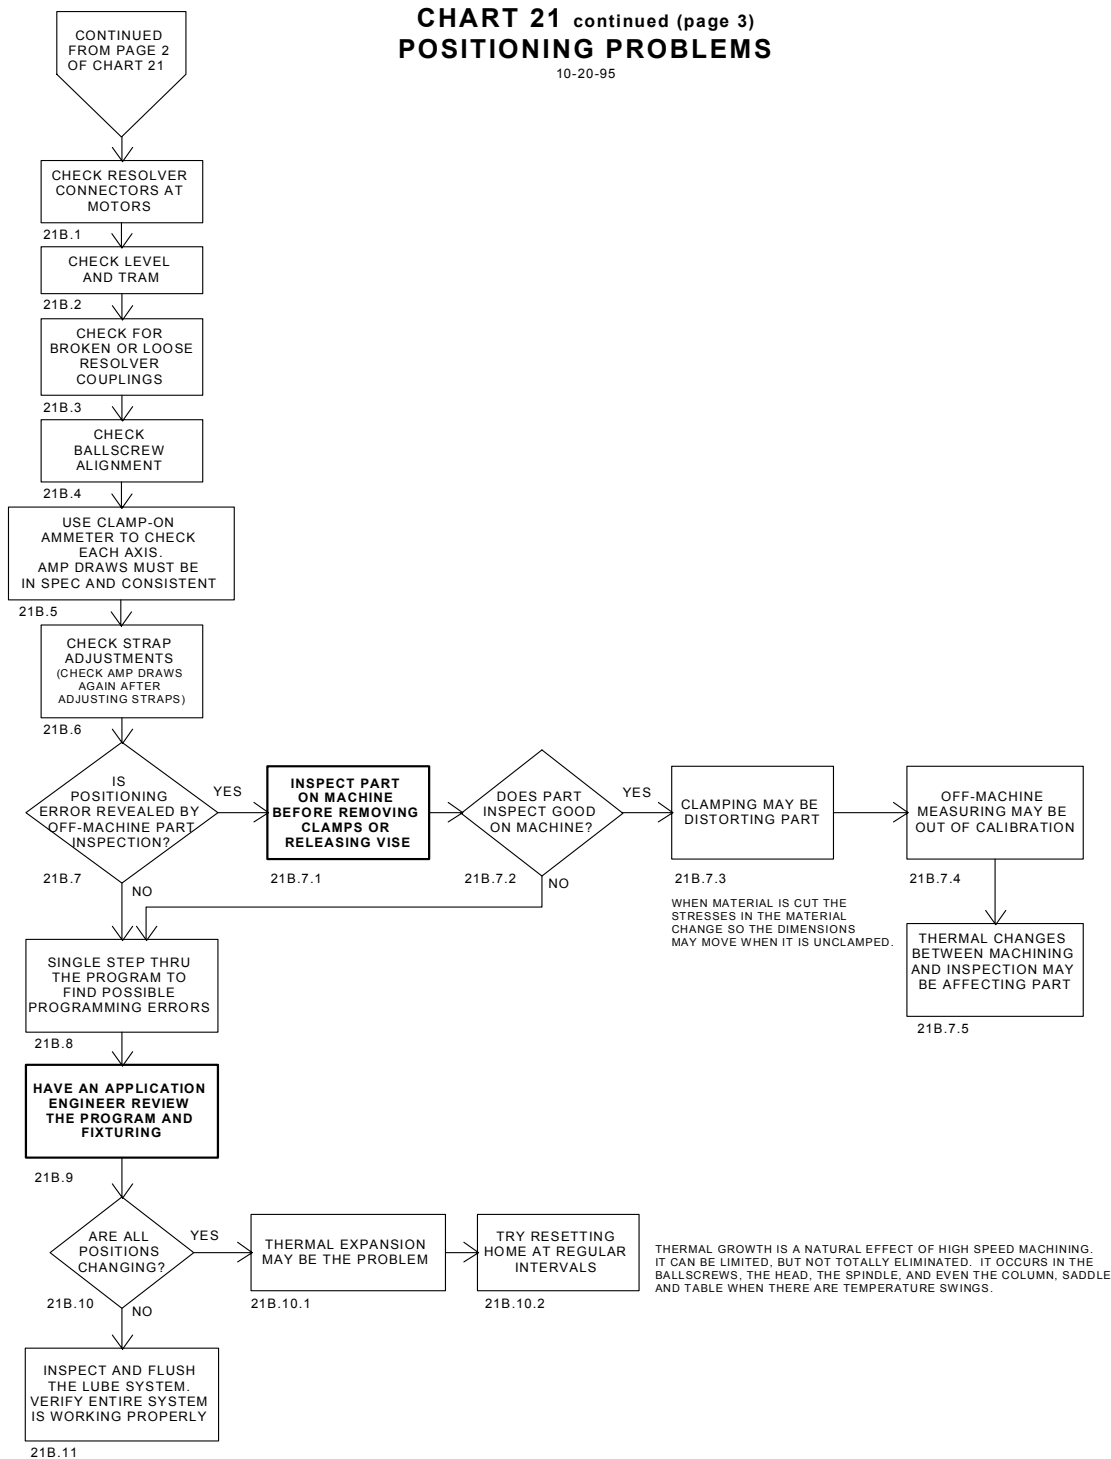 CHART 21 continued (page 3)
POSITIONING PROBLEMS
10-20-95
CONTINUED
FROM PAGE 2
OF CHART 21
CHECK RESOLVER
CONNECTORS AT
MOTORS
21B.1
CHECK LEVEL
AND TRAM
21B.2
CHECK FOR
BROKEN OR LOOSE
RESOLVER
COUPLINGS
21B.3
CHECK
BALLSCREW
ALIGNMENT
21B.4
USE CLAMP-ON
AMMETER TO CHECK
EACH AXIS.
AMP DRAWS MUST BE
IN SPEC AND CONSISTENT
21B.5
CHECK STRAP
ADJUSTMENTS
(CHECK AMP DRAWS
AGAIN AFTER
ADJUSTING STRAPS)
21B.6
IS
POSITIONING
ERROR REVEALED BY
OFF-MACHINE PART
INSPECTION?
21B.7
YES
NO
INSPECT PART
ON MACHINE
BEFORE REMOVING
CLAMPS OR
RELEASING VISE
21B.7.1
DOES PART
INSPECT GOOD
ON MACHINE?
21B.7.2
YES
NO
CLAMPING MAY BE
DISTORTING PART
21B.7.3
WHEN MATERIAL IS CUT THE
STRESSES IN THE MATERIAL
CHANGE SO THE DIMENSIONS
MAY MOVE WHEN IT IS UNCLAMPED.
OFF-MACHINE
MEASURING MAY BE
OUT OF CALIBRATION
21B.7.4
THERMAL CHANGES
BETWEEN MACHINING
AND INSPECTION MAY
BE AFFECTING PART
21B.7.5
SINGLE STEP THRU
THE PROGRAM TO
FIND POSSIBLE
PROGRAMMING ERRORS
21B.8
HAVE AN APPLICATION
ENGINEER REVIEW
THE PROGRAM AND
FIXTURING
21B.9
ARE ALL
POSITIONS
CHANGING?
21B.10
YES
NO
THERMAL EXPANSION
MAY BE THE PROBLEM
21B.10.1
TRY RESETTING
HOME AT REGULAR
INTERVALS
21B.10.2
THERMAL GROWTH IS A NATURAL EFFECT OF HIGH SPEED MACHINING.
IT CAN BE LIMITED, BUT NOT TOTALLY ELIMINATED. IT OCCURS IN THE
BALLSCREWS, THE HEAD, THE SPINDLE, AND EVEN THE COLUMN, SADDLE
AND TABLE WHEN THERE ARE TEMPERATURE SWINGS.
INSPECT AND FLUSH
THE LUBE SYSTEM.
VERIFY ENTIRE SYSTEM
IS WORKING PROPERLY
21B.11